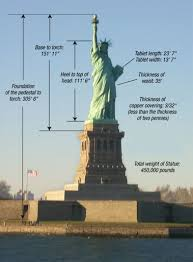 Base to torch:
151' 11"
Heel to top of
head: 111' 6"
Foundation
of the pedestal to
torch: 305' 6"
Tablet length: 23' 7"
Tablet width: 13' 7"
Thickness of
waist: 35'
Thickness of
copper covering: 3/32"
(less than the thickness
of two pennies)
Total weight of Statue:
450,000 pounds